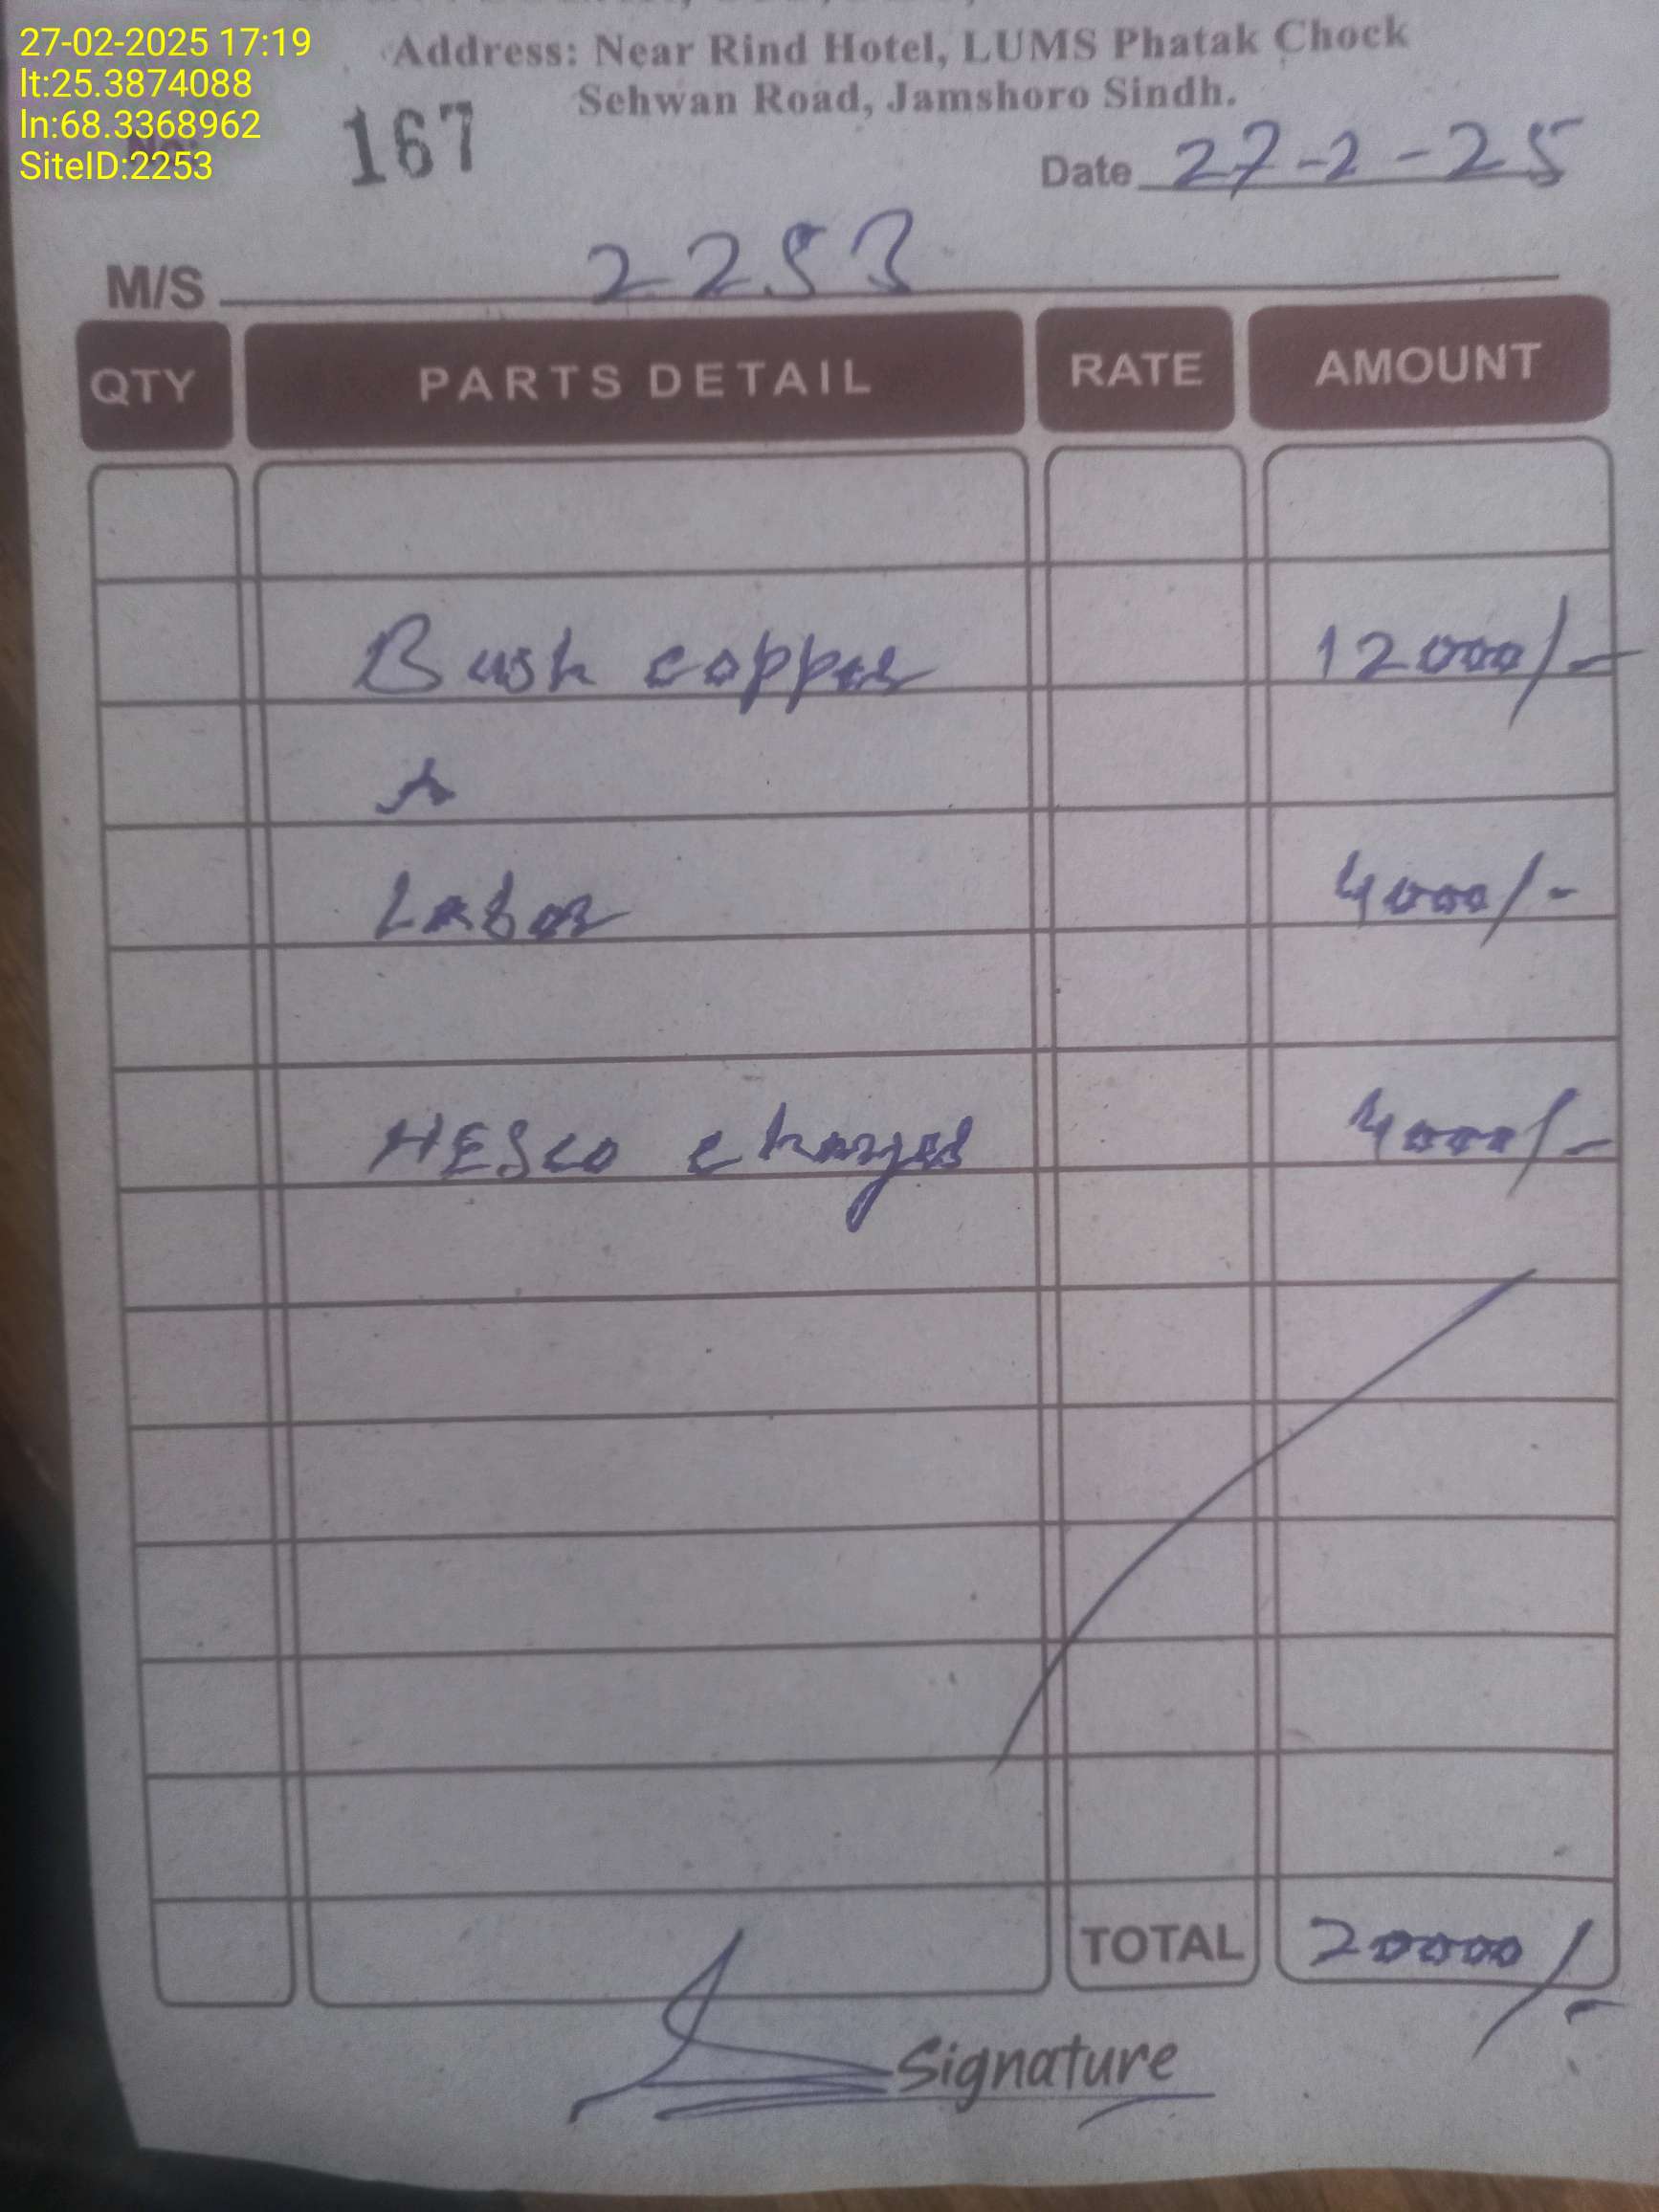 27-02-2025 17:19
lt:25.3874088
ln:68.3368962
SiteID:2253
Address: Near Rind Hotel, LUMS Phatak Chock
Sehwan Road, Jamshoro Sindh.
167
Date 27-2-25
M/S 2253
QTY PARTS DETAIL RATE AMOUNT
Bush copper 12000/-
Labor 4000/-
HESCO charges 4000/-
TOTAL 20000/-
Signature